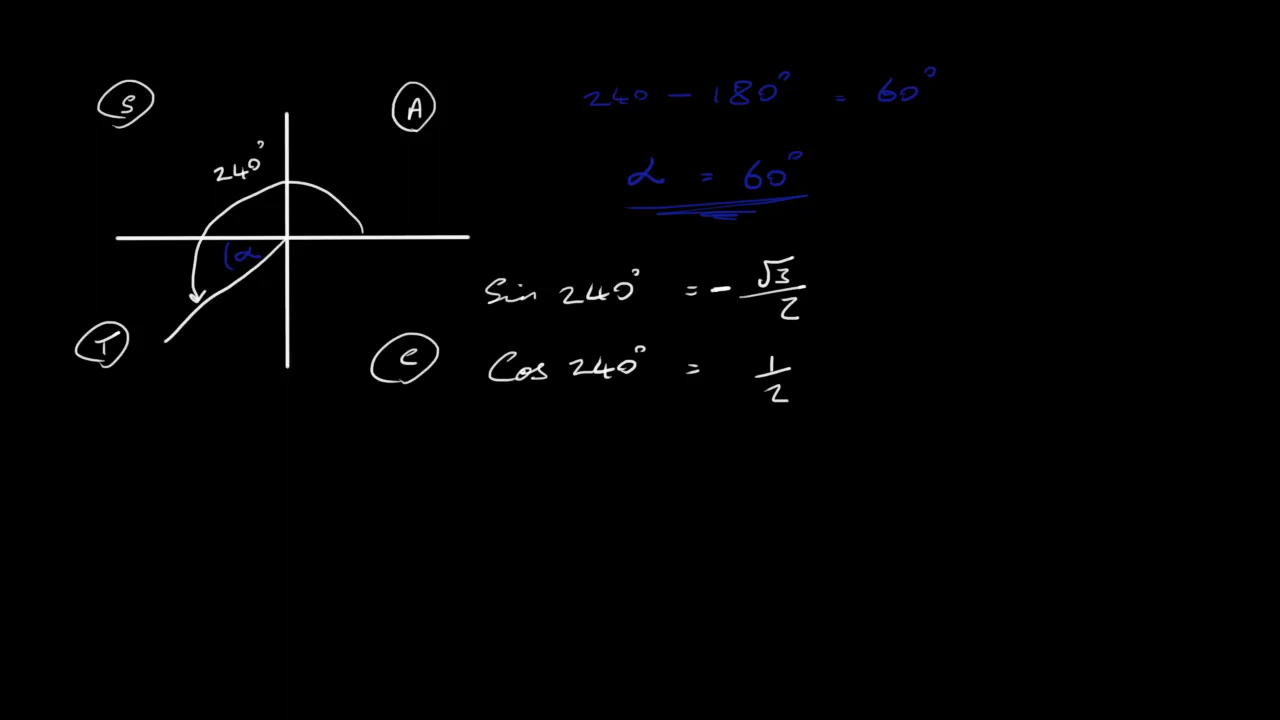 S
A
240°
240 - 180° = 60°
α = 60°
(α
Sin 240° = - √3/2
T
C
Cos 240° = 1/2